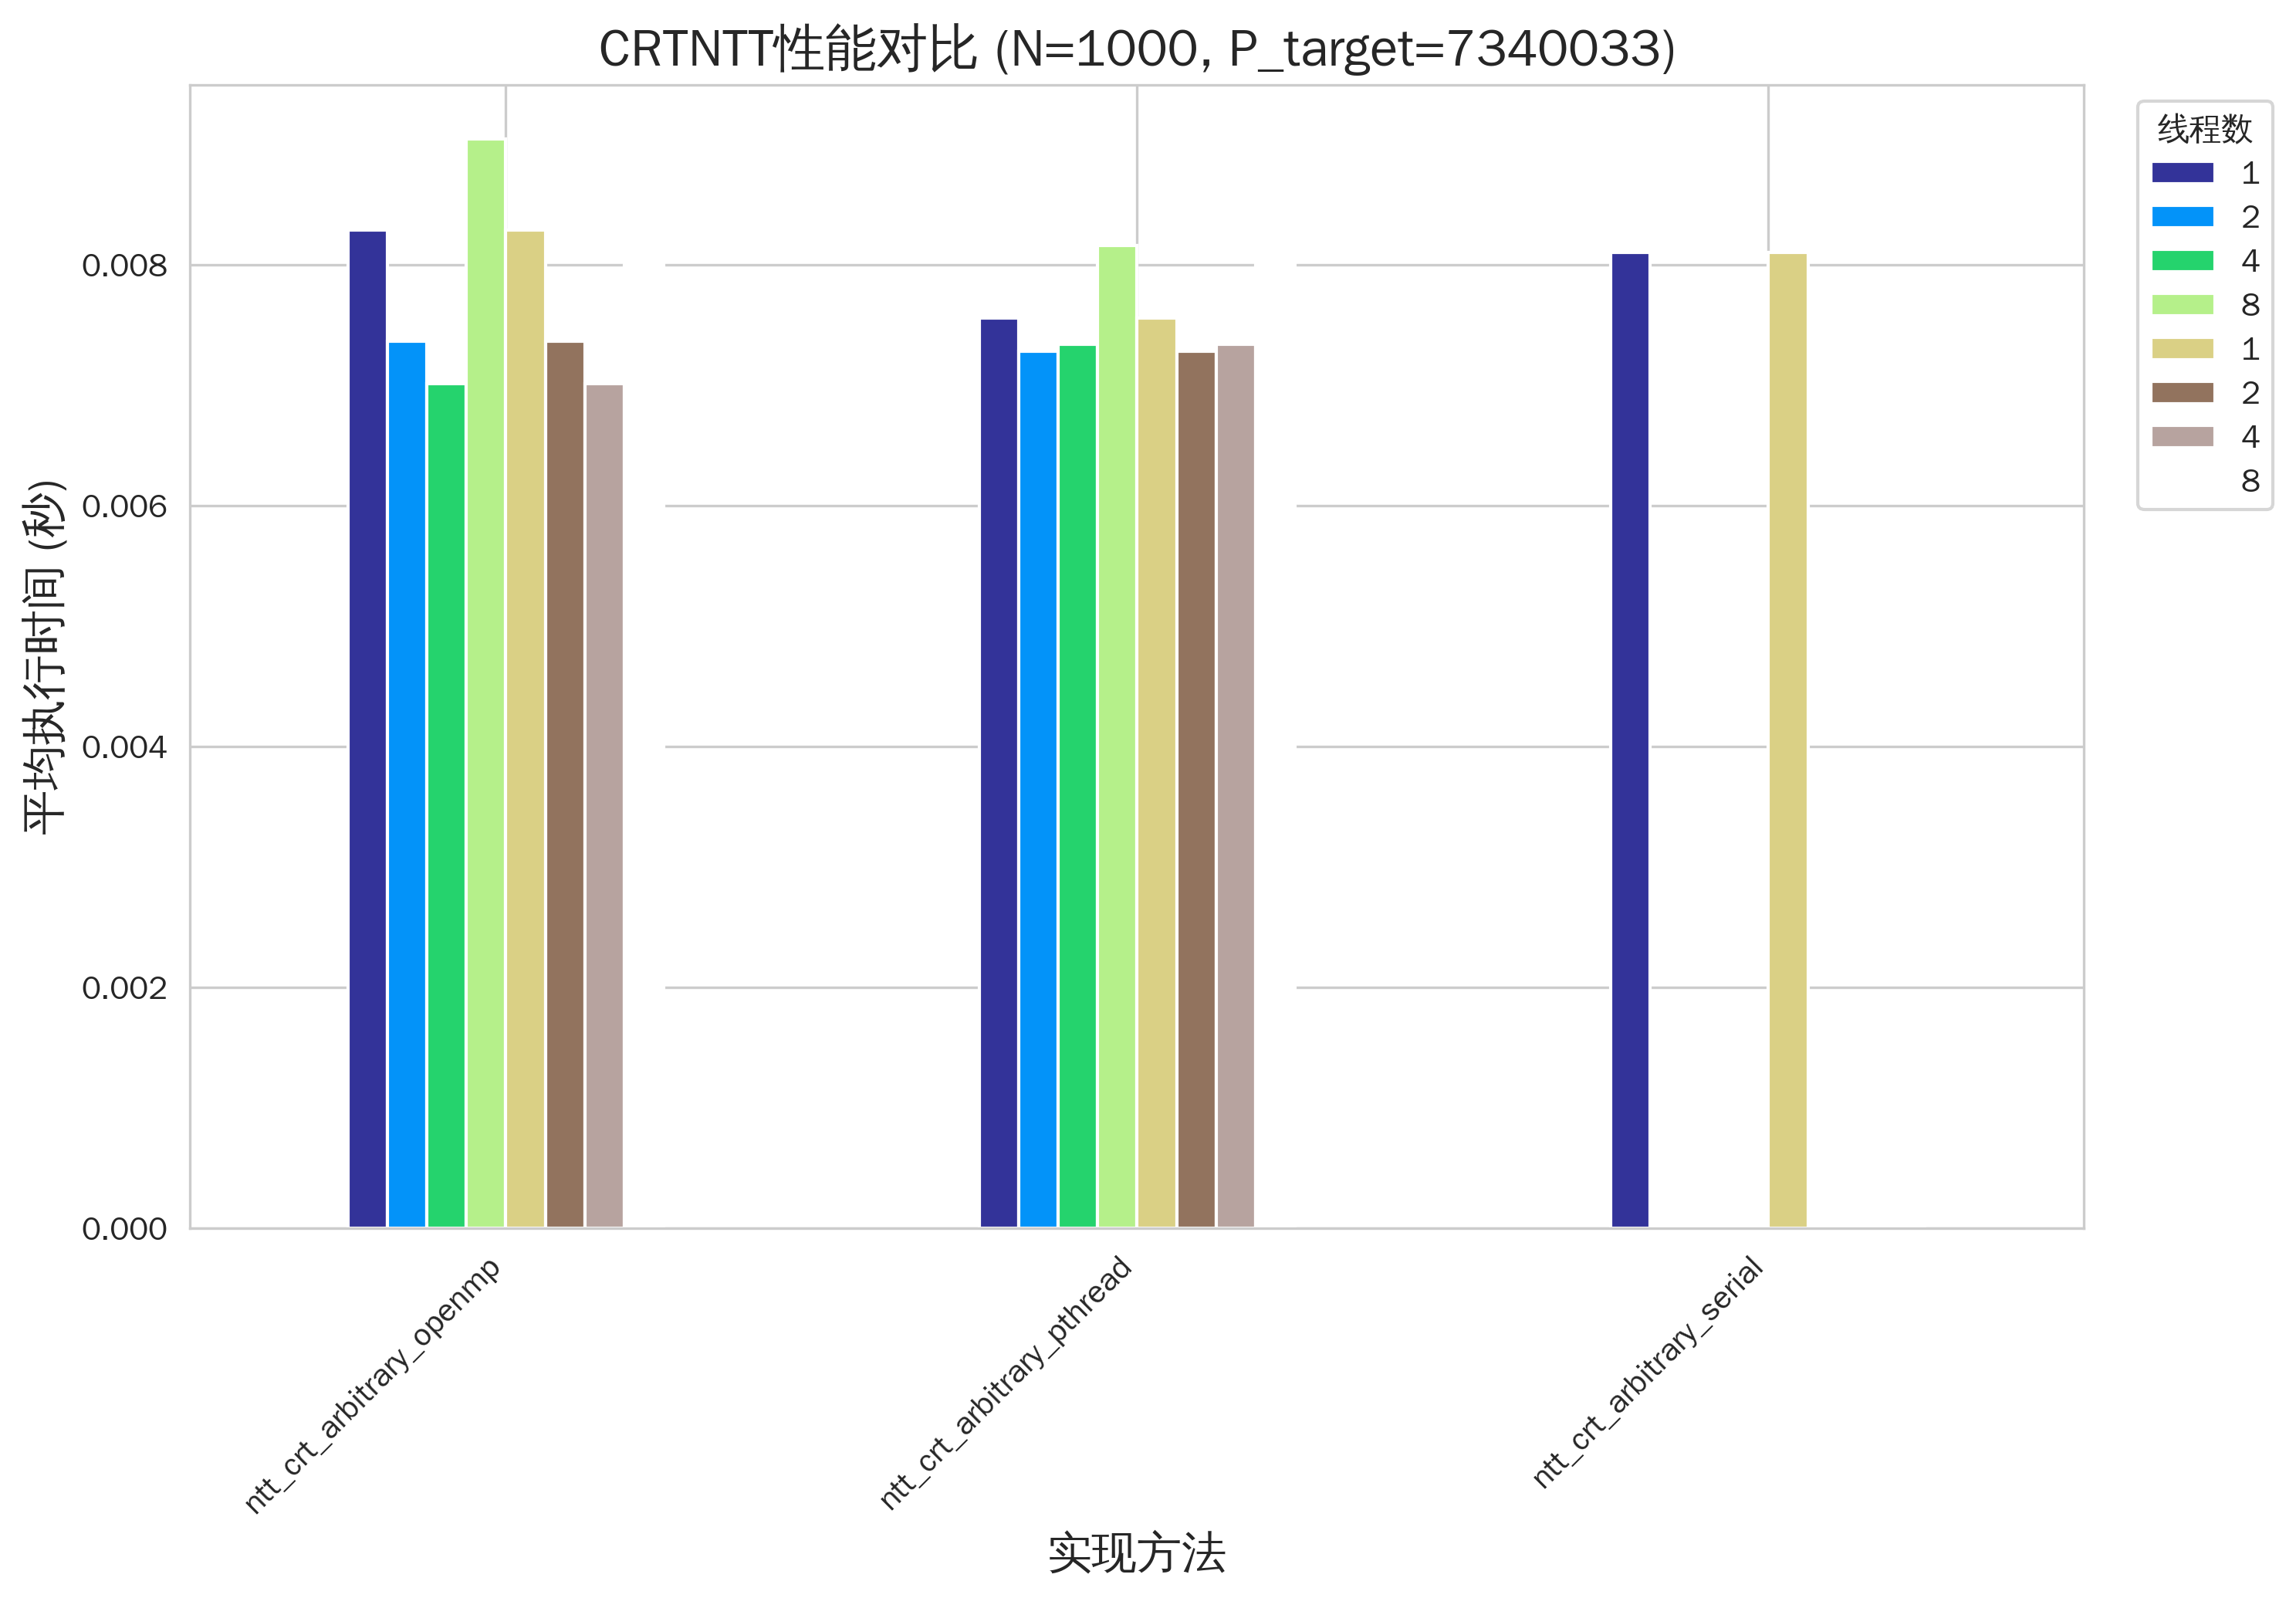 CRTNTT性能对比 (N=1000, P_target=7340033)
线程数
1
2
4
8
1
2
4
8
平均执行时间 (秒)
0.008
0.006
0.004
0.002
0.000
ntt_crt_arbitrary_openmp
ntt_crt_arbitrary_pthread
ntt_crt_arbitrary_serial
实现方法